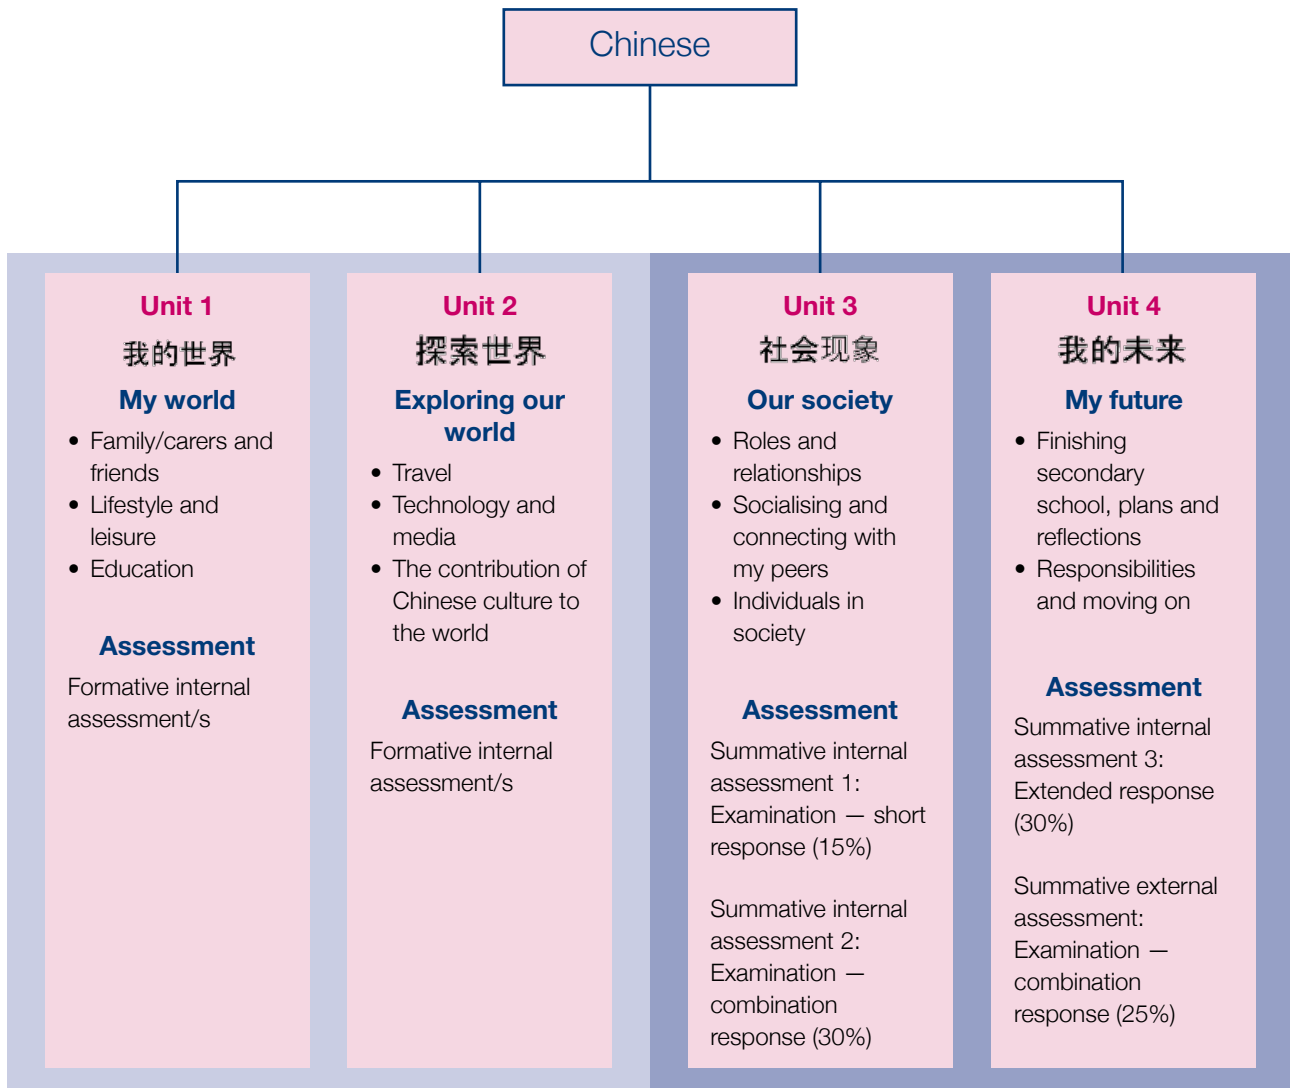 Chinese
Unit 1
我的世界
My world
• Family/carers and
friends
• Lifestyle and
leisure
• Education
Assessment
Formative internal
assessment/s
Unit 2
探索世界
Exploring our
world
• Travel
• Technology and
media
• The contribution of
Chinese culture to
the world
Assessment
Formative internal
assessment/s
Unit 3
社会现象
Our society
• Roles and
relationships
• Socialising and
connecting with
my peers
• Individuals in
society
Assessment
Summative internal
assessment 1:
Examination — short
response (15%)
Summative internal
assessment 2:
Examination —
combination
response (30%)
Unit 4
我的未来
My future
• Finishing
secondary
school, plans and
reflections
• Responsibilities
and moving on
Assessment
Summative internal
assessment 3:
Extended response
(30%)
Summative external
assessment:
Examination —
combination
response (25%)